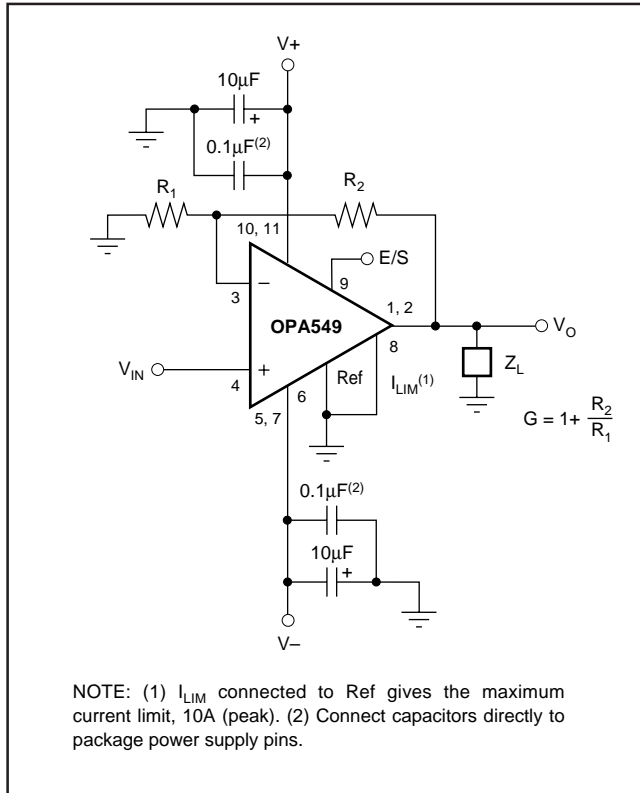 V+
10µF
+
0.1µF(2)
R1
R2
10, 11
E/S
9
–
3
1, 2
OPA549
VO
8
VIN
+
4
Ref
ILIM(1)
ZL
6
5, 7
G = 1+ R2
R1
0.1µF(2)
10µF
+
V–
NOTE: (1) ILIM connected to Ref gives the maximum
current limit, 10A (peak). (2) Connect capacitors directly to
package power supply pins.